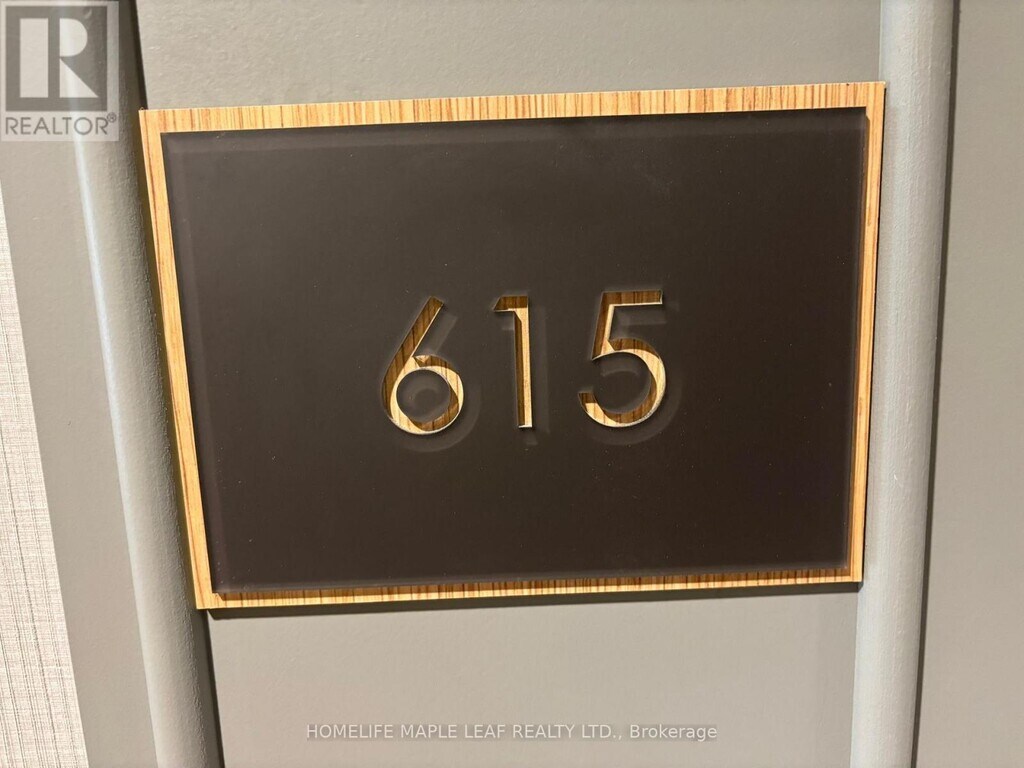 REALTOR®
615
HOMELIFE MAPLE LEAF REALTY LTD., Brokerage